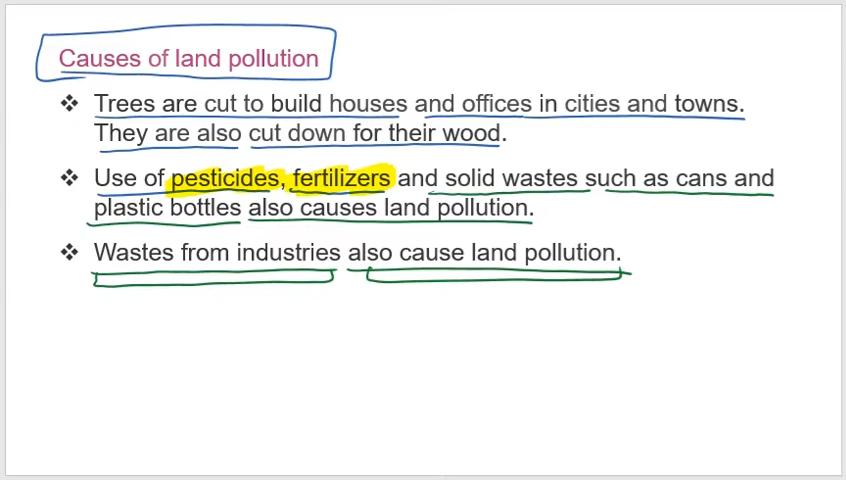 Causes of land pollution
❖ Trees are cut to build houses and offices in cities and towns.
They are also cut down for their wood.
❖ Use of pesticides, fertilizers and solid wastes such as cans and
plastic bottles also causes land pollution.
❖ Wastes from industries also cause land pollution.